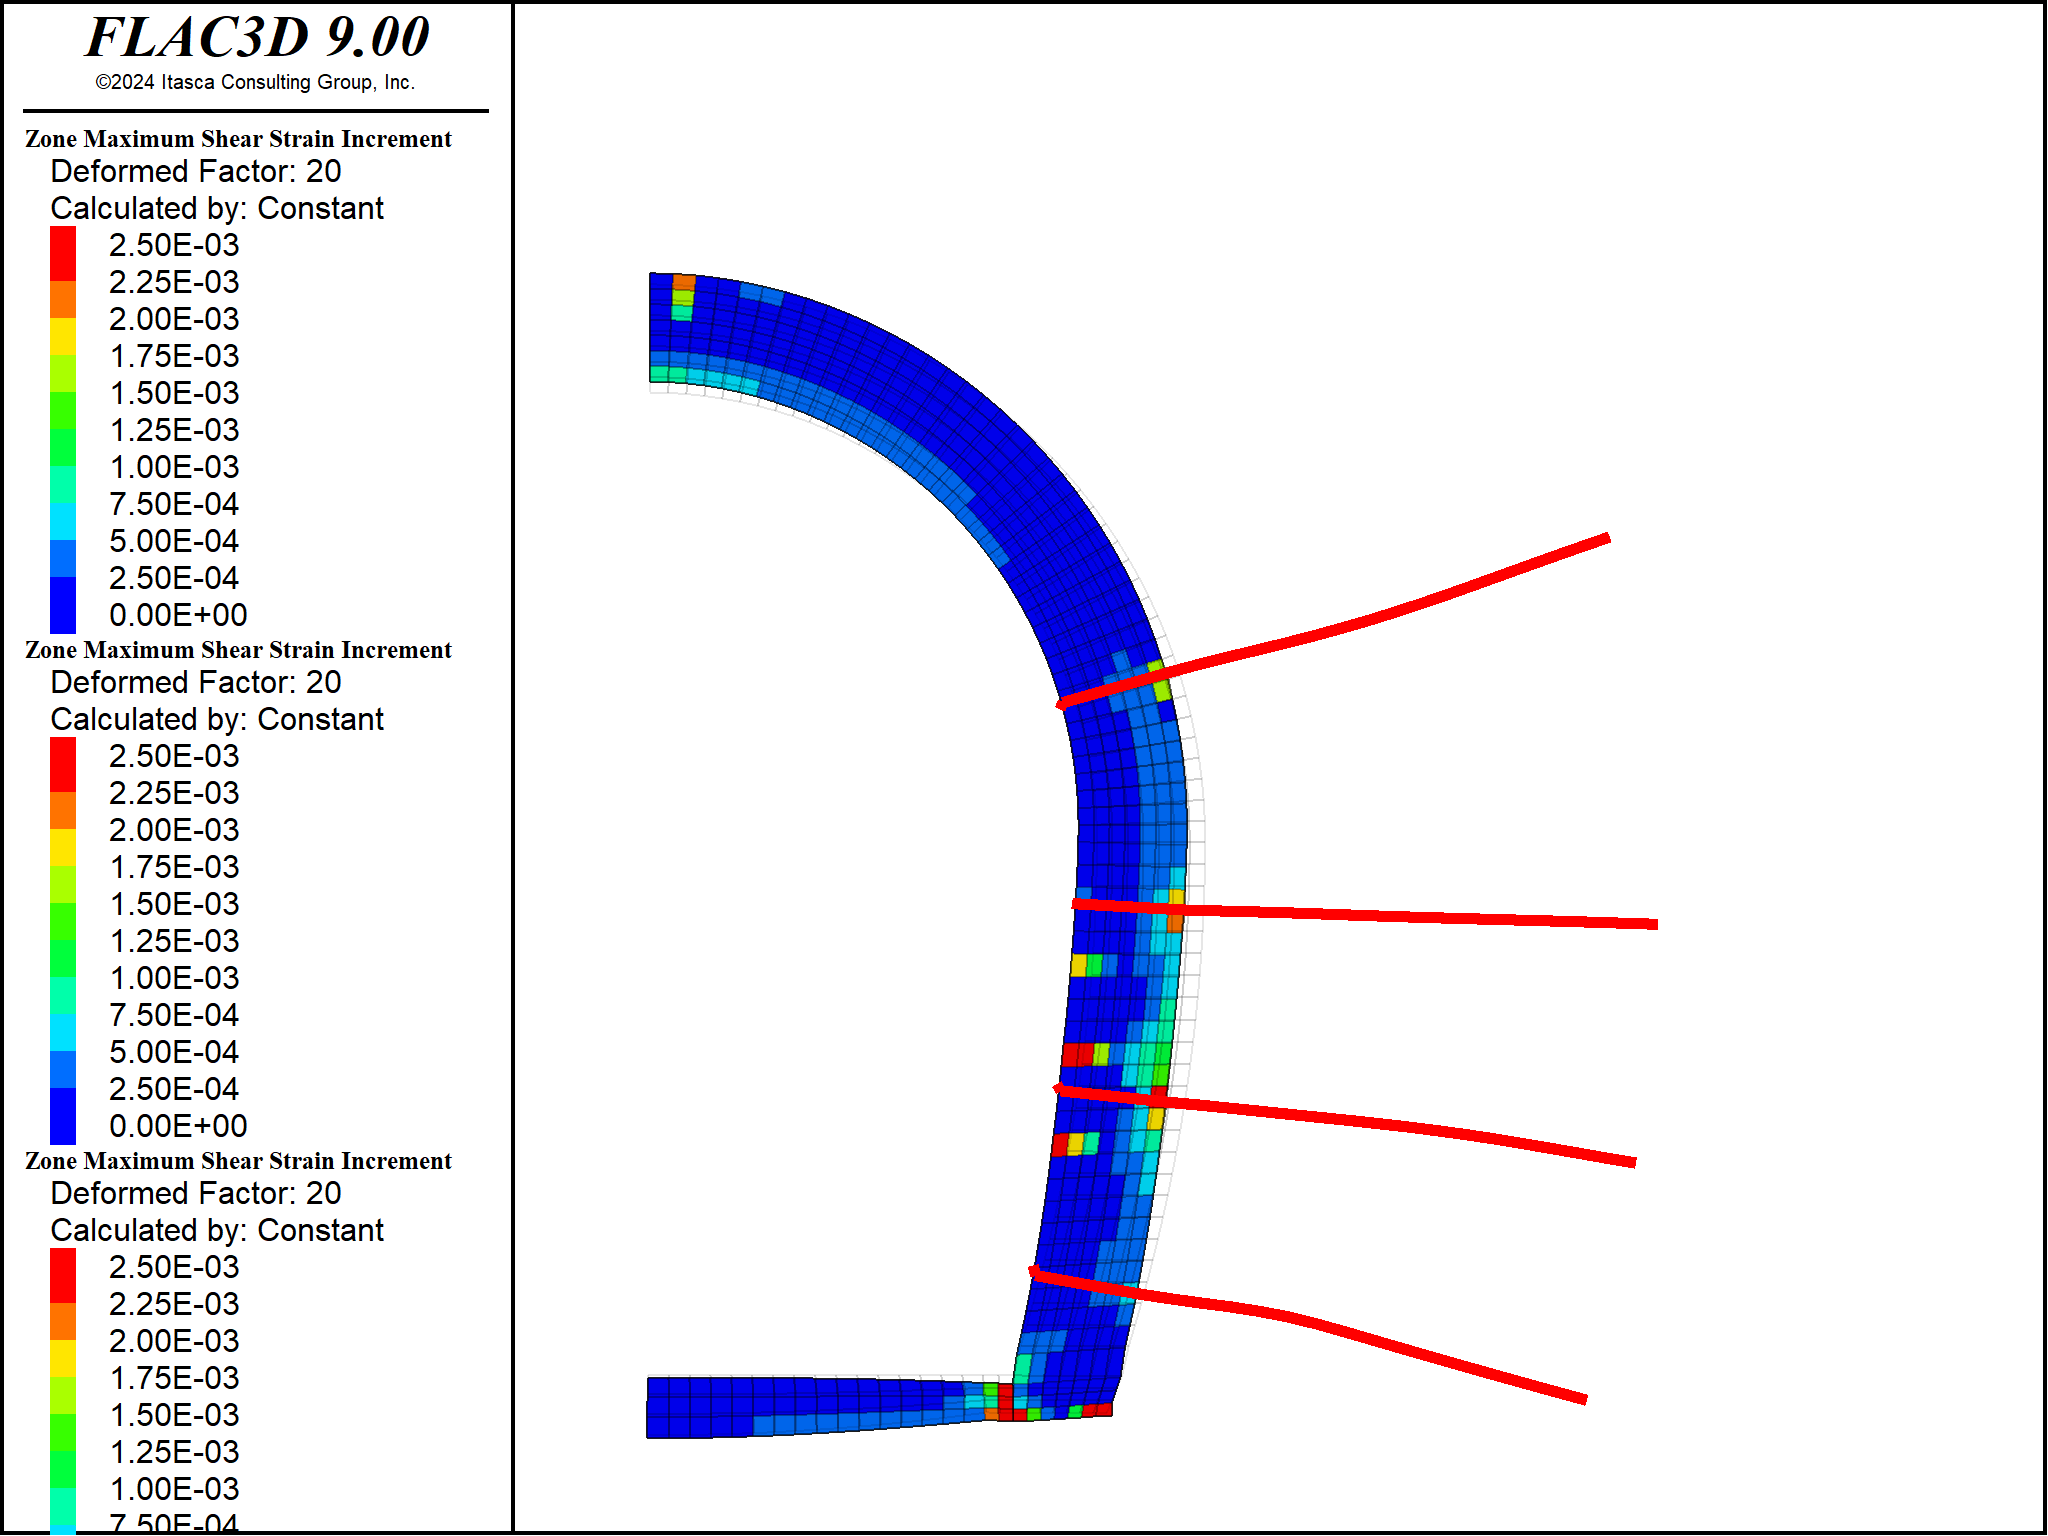 FLAC3D 9.00
©2024 Itasca Consulting Group, Inc.
Zone Maximum Shear Strain Increment
Deformed Factor: 20
Calculated by: Constant
2.50E-03
2.25E-03
2.00E-03
1.75E-03
1.50E-03
1.25E-03
1.00E-03
7.50E-04
5.00E-04
2.50E-04
0.00E+00
Zone Maximum Shear Strain Increment
Deformed Factor: 20
Calculated by: Constant
2.50E-03
2.25E-03
2.00E-03
1.75E-03
1.50E-03
1.25E-03
1.00E-03
7.50E-04
5.00E-04
2.50E-04
0.00E+00
Zone Maximum Shear Strain Increment
Deformed Factor: 20
Calculated by: Constant
2.50E-03
2.25E-03
2.00E-03
1.75E-03
1.50E-03
1.25E-03
1.00E-03
7.50E-04